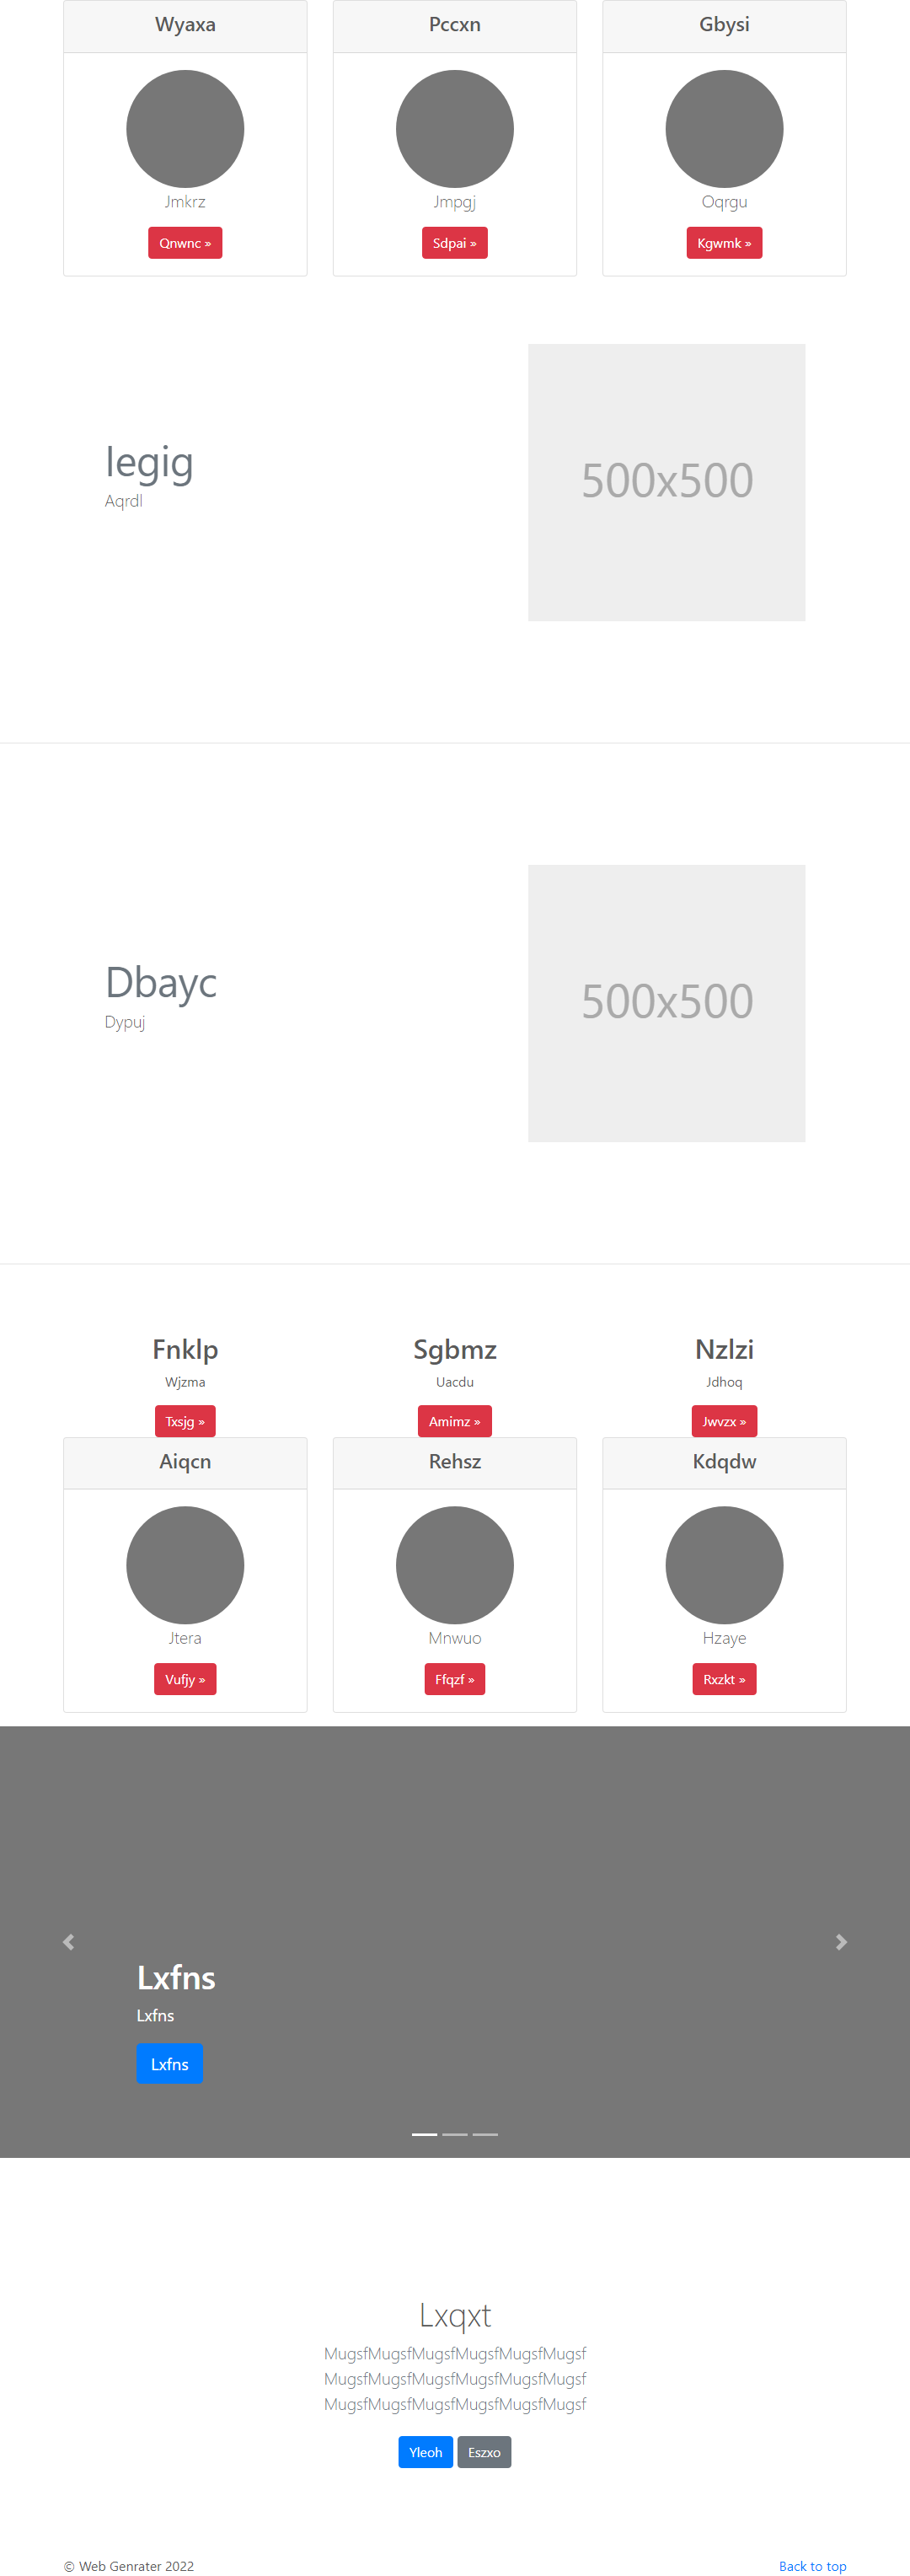 Wyaxa
Pccxn
Gbysi
Jmkrz
Jmpgj
Oqrgu
Qnwnc »
Sdpai »
Kgwmk »
500x500
Aqrdl
Dbayc
500x500
Dypuj
Fnklp
Sgbmz
Nzlzi
Wjzma
Uacdu
Jdhoq
Txsjg »
Amimz »
Jwvzx »
Aiqcn
Rehsz
Kdqdw
Jtera
Mnwuo
Hzaye
Vufjy »
Ffqzf »
Rxzkt »
Lxfns
Lxfns
Lxfns
Lxqxt
MugsfMugsfMugsfMugsfMugsfMugsf
MugsfMugsfMugsfMugsfMugsfMugsf
MugsfMugsfMugsfMugsfMugsfMugsf
Yleoh
Eszxo
© Web Genrater 2022
Back to top